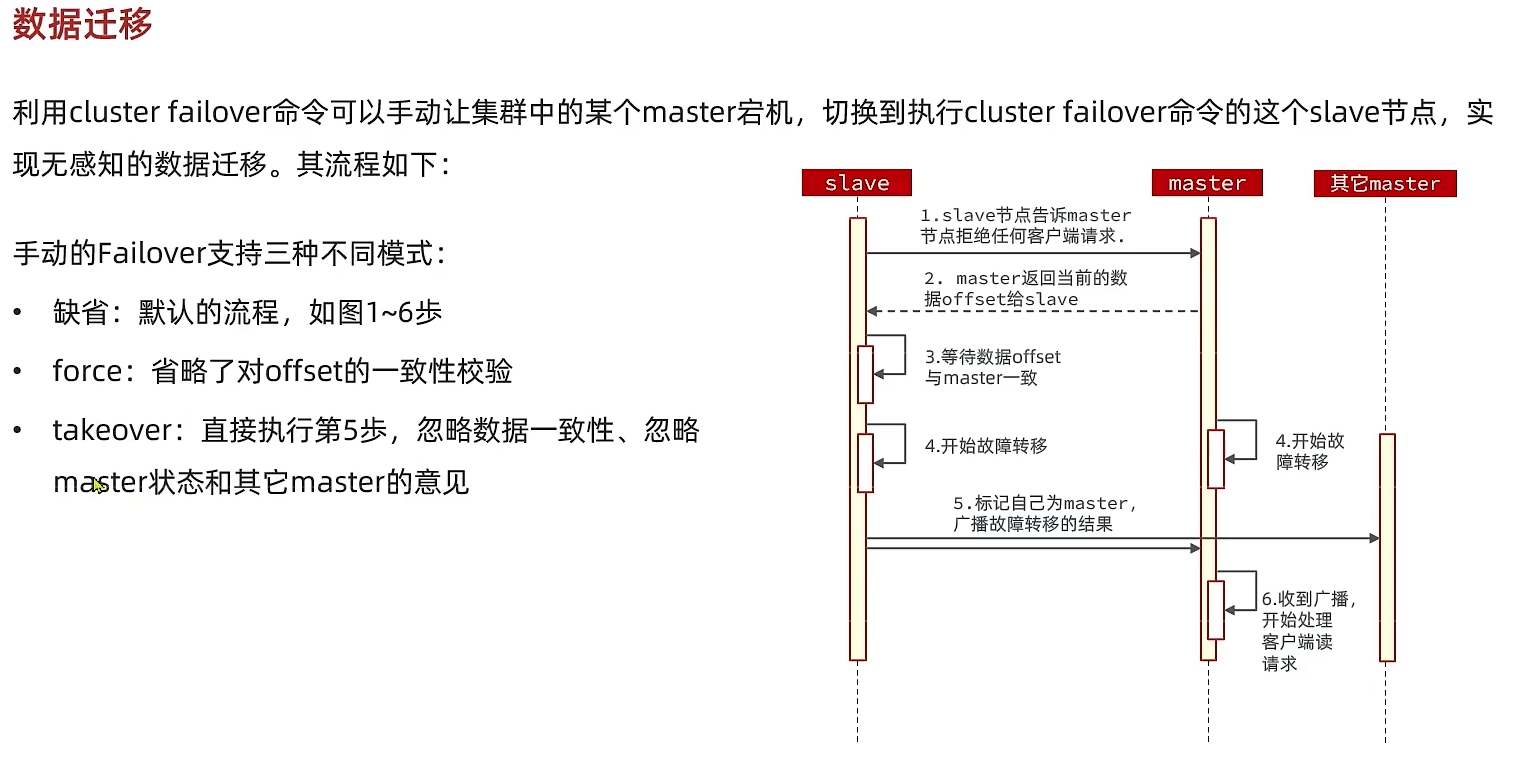 数据迁移
利用cluster failover命令可以手动让集群中的某个master宕机，切换到执行cluster failover命令的这个slave节点，实
现无感知的数据迁移。其流程如下：
手动的Failover支持三种不同模式：
• 缺省：默认的流程，如图1~6步
• force：省略了对offset的一致性校验
• takeover：直接执行第5步，忽略数据一致性、忽略
master状态和其它master的意见
slave
master
其它master
1.slave节点告诉master
节点拒绝任何客户端请求.
2. master返回当前的数
据offset给slave
3.等待数据offset
与master一致
4.开始故障转移
4.开始故
障转移
5.标记自己为master，
广播故障转移的结果
6.收到广播，
开始处理
客户端读
请求